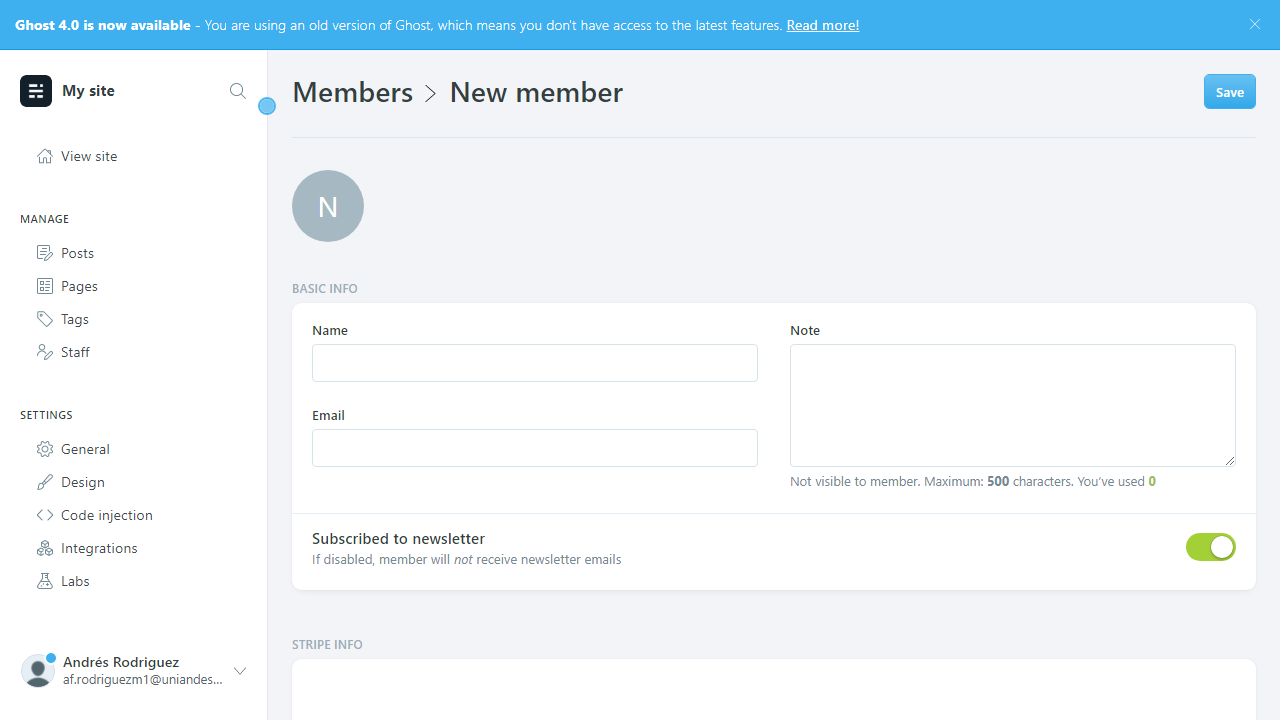 Ghost 4.0 is now available - You are using an old version of Ghost, which means you don't have access to the latest features. Read more!
My site
View site
MANAGE
Posts
Pages
Tags
Staff
SETTINGS
General
Design
Code injection
Integrations
Labs
Andrés Rodriguez
af.rodriguezm1@uniandes...
Members > New member
Save
N
BASIC INFO
Name
Note
Email
Not visible to member. Maximum: 500 characters. You’ve used 0
Subscribed to newsletter
If disabled, member will not receive newsletter emails
STRIPE INFO